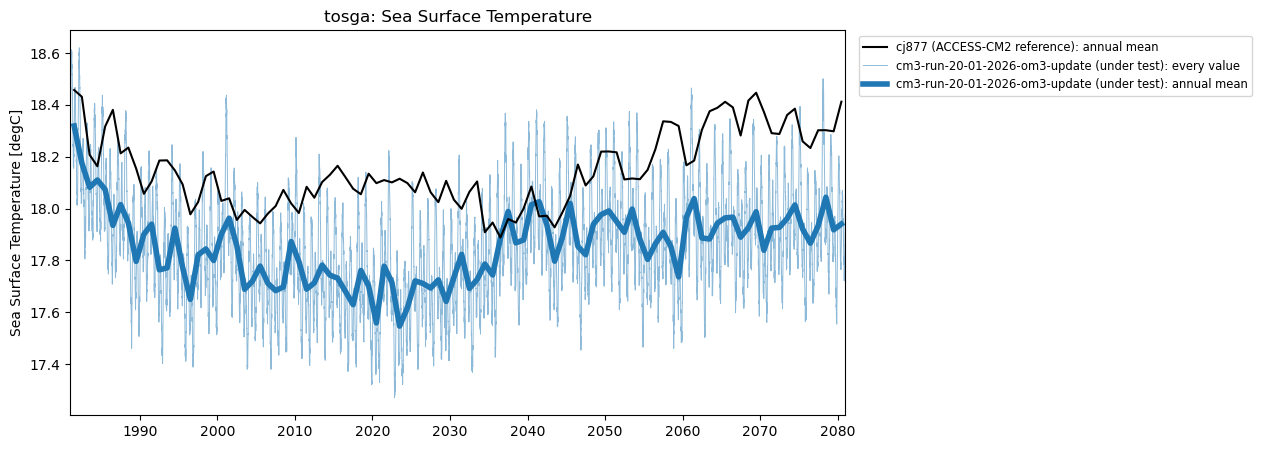 tosga: Sea Surface Temperature
Sea Surface Temperature [degC]
18.6
18.4
18.2
18.0
17.8
17.6
17.4
1990 2000 2010 2020 2030 2040 2050 2060 2070 2080
cj877 (ACCESS-CM2 reference): annual mean
cm3-run-20-01-2026-om3-update (under test): every value
cm3-run-20-01-2026-om3-update (under test): annual mean